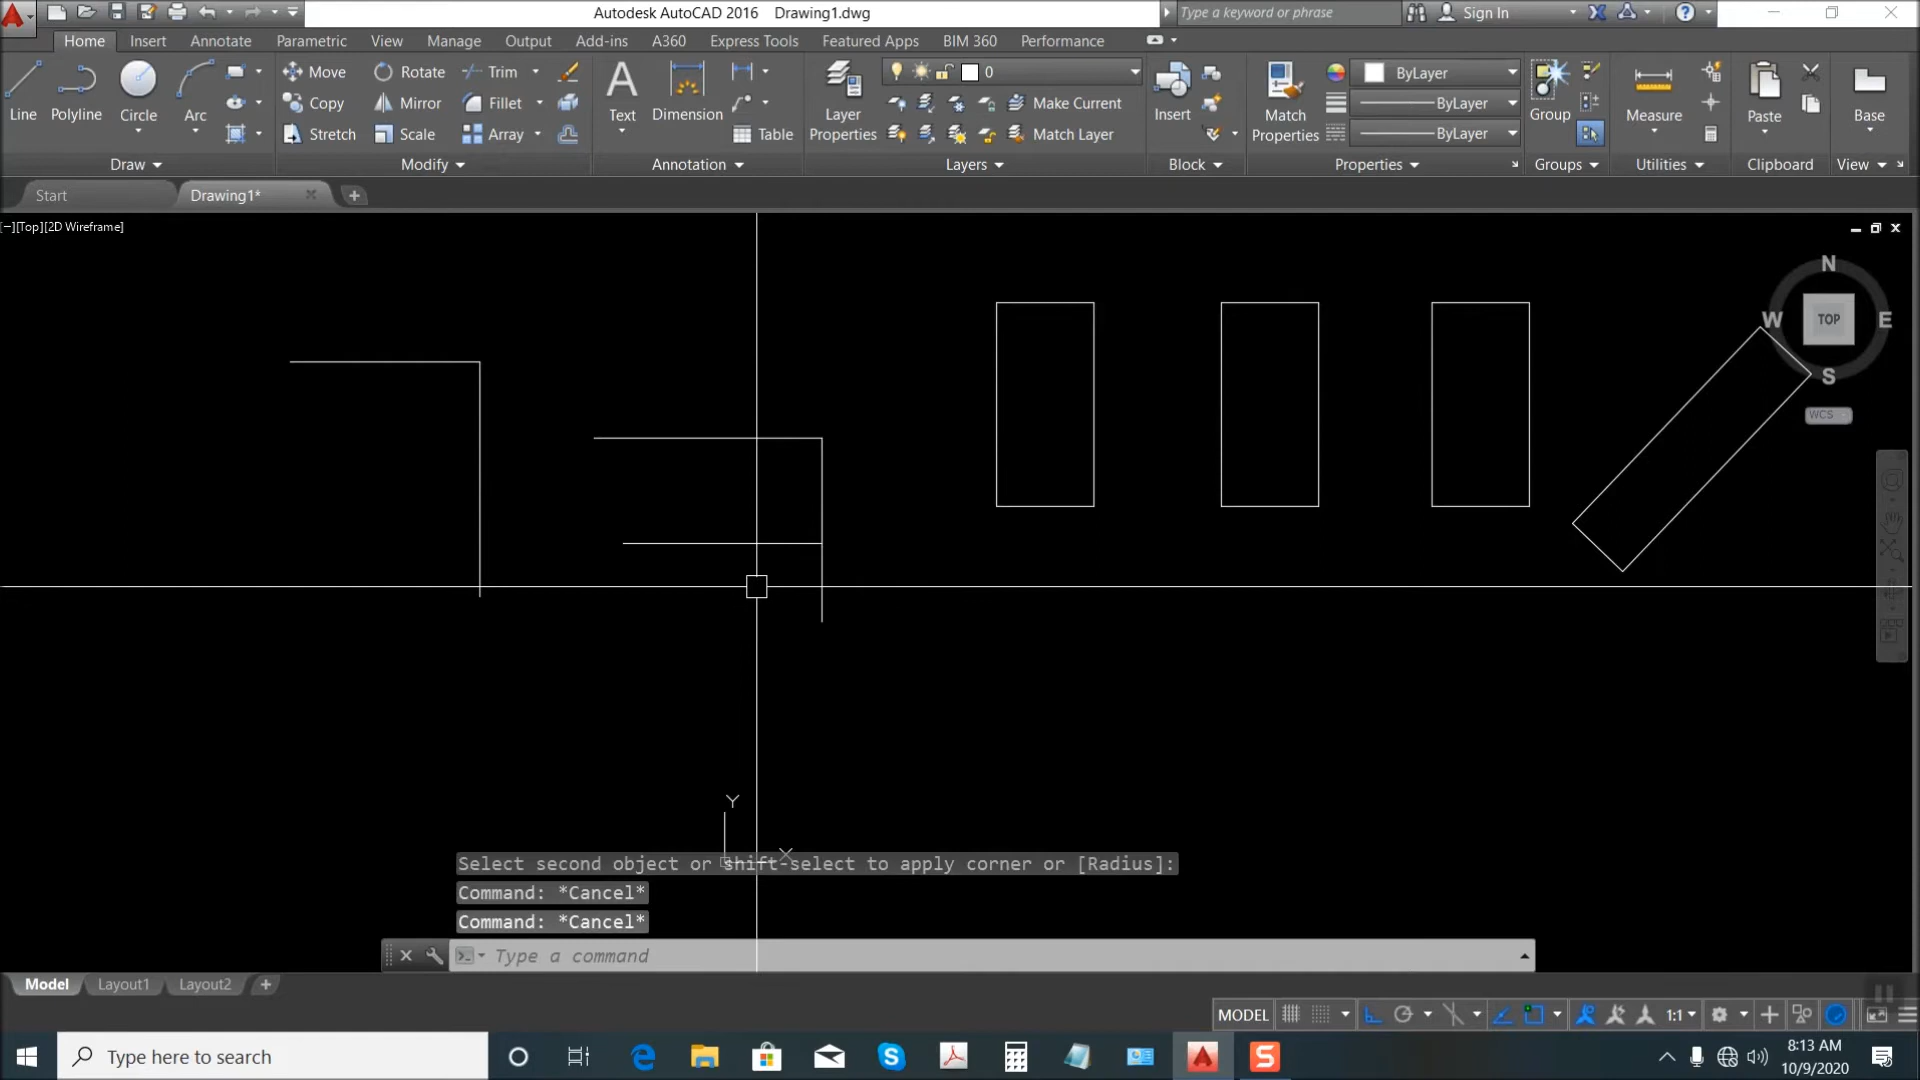 Autodesk AutoCAD 2016 Drawing1.dwg
Type a keyword or phrase
Sign In
Home Insert Annotate Parametric View Manage Output Add-ins A360 Express Tools Featured Apps BIM 360 Performance
Line Polyline Circle Arc
Move Rotate Trim
Copy Mirror Fillet
Stretch Scale Array
Text Dimension Table
Layer Properties
0
Make Current
Match Layer
Insert
Match Properties
ByLayer
ByLayer
ByLayer
Group
Measure
Paste
Base
Draw Modify Annotation Layers Block Properties Groups Utilities Clipboard View
Start Drawing1*
[−][Top][2D Wireframe]
N
W TOP E
S
WCS
Y
X
Select second object or shift-select to apply corner or [Radius]:
Command: *Cancel*
Command: *Cancel*
Type a command
Model Layout1 Layout2
MODEL 1:1
Type here to search
8:13 AM
10/9/2020